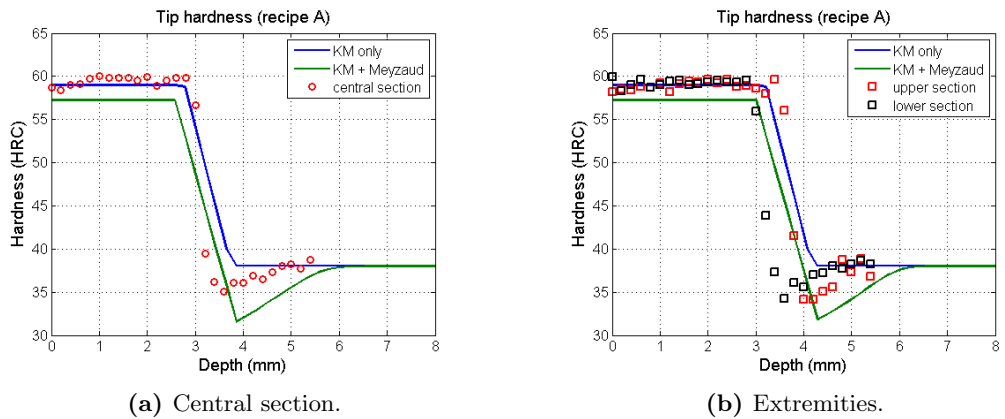 Tip hardness (recipe A)
65
60
55
50
45
40
35
30
Hardness (HRC)
0 1 2 3 4 5 6 7 8
Depth (mm)
KM only
KM + Meyzaud
central section
(a) Central section.
Tip hardness (recipe A)
65
60
55
50
45
40
35
30
Hardness (HRC)
0 1 2 3 4 5 6 7 8
Depth (mm)
KM only
KM + Meyzaud
upper section
lower section
(b) Extremities.